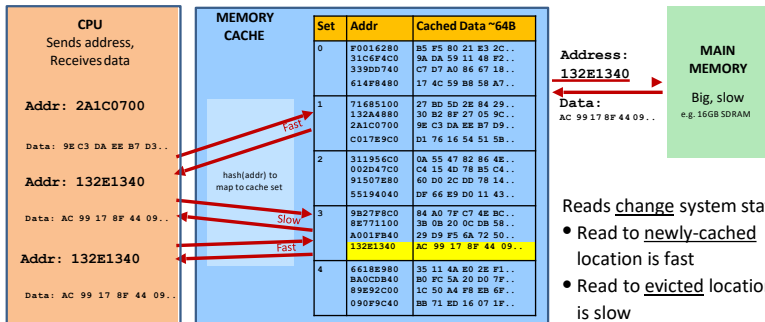 CPU
Sends address,
Receives data
Addr: 2A1C0700
Data: 9E C3 DA EE B7 D3..
Addr: 132E1340
Data: AC 99 17 8F 44 09..
Addr: 132E1340
Data: AC 99 17 8F 44 09..
MEMORY
CACHE
hash(addr) to
map to cache set
Fast
Slow
Fast
Set Addr Cached Data ~64B
0 F0016280 B5 F5 80 21 E3 2C..
31C6F4C0 9A DA 59 11 48 F2..
339DD740 C7 D7 A0 86 67 18..
614F8480 17 4C 59 B8 58 A7..
1 71685100 27 BD 5D 2E 84 29..
132A4880 30 B2 8F 27 05 9C..
2A1C0700 9E C3 DA EE B7 D9..
C017E9C0 D1 76 16 54 51 5B..
2 311956C0 0A 55 47 82 86 4E..
002D47C0 C4 15 4D 78 B5 C4..
91507E80 60 D0 2C DD 78 14..
55194040 DF 66 E9 D0 11 43..
3 9B27F8C0 84 A0 7F C7 4E BC..
8E771100 3B 0B 20 0C DB 58..
A001FB40 29 D9 F5 6A 72 50..
132E1340 AC 99 17 8F 44 09..
4 6618E980 35 11 4A E0 2E F1..
BA0CDB40 B0 FC 5A 20 D0 7F..
89E92C00 1C 50 A4 F8 EB 6F..
090F9C40 BB 71 ED 16 07 1F..
Address:
132E1340
Data:
AC 99 17 8F 44 09..
MAIN
MEMORY
Big, slow
e.g. 16GB SDRAM
Reads change system sta
• Read to newly-cached
location is fast
• Read to evicted locatio
is slow